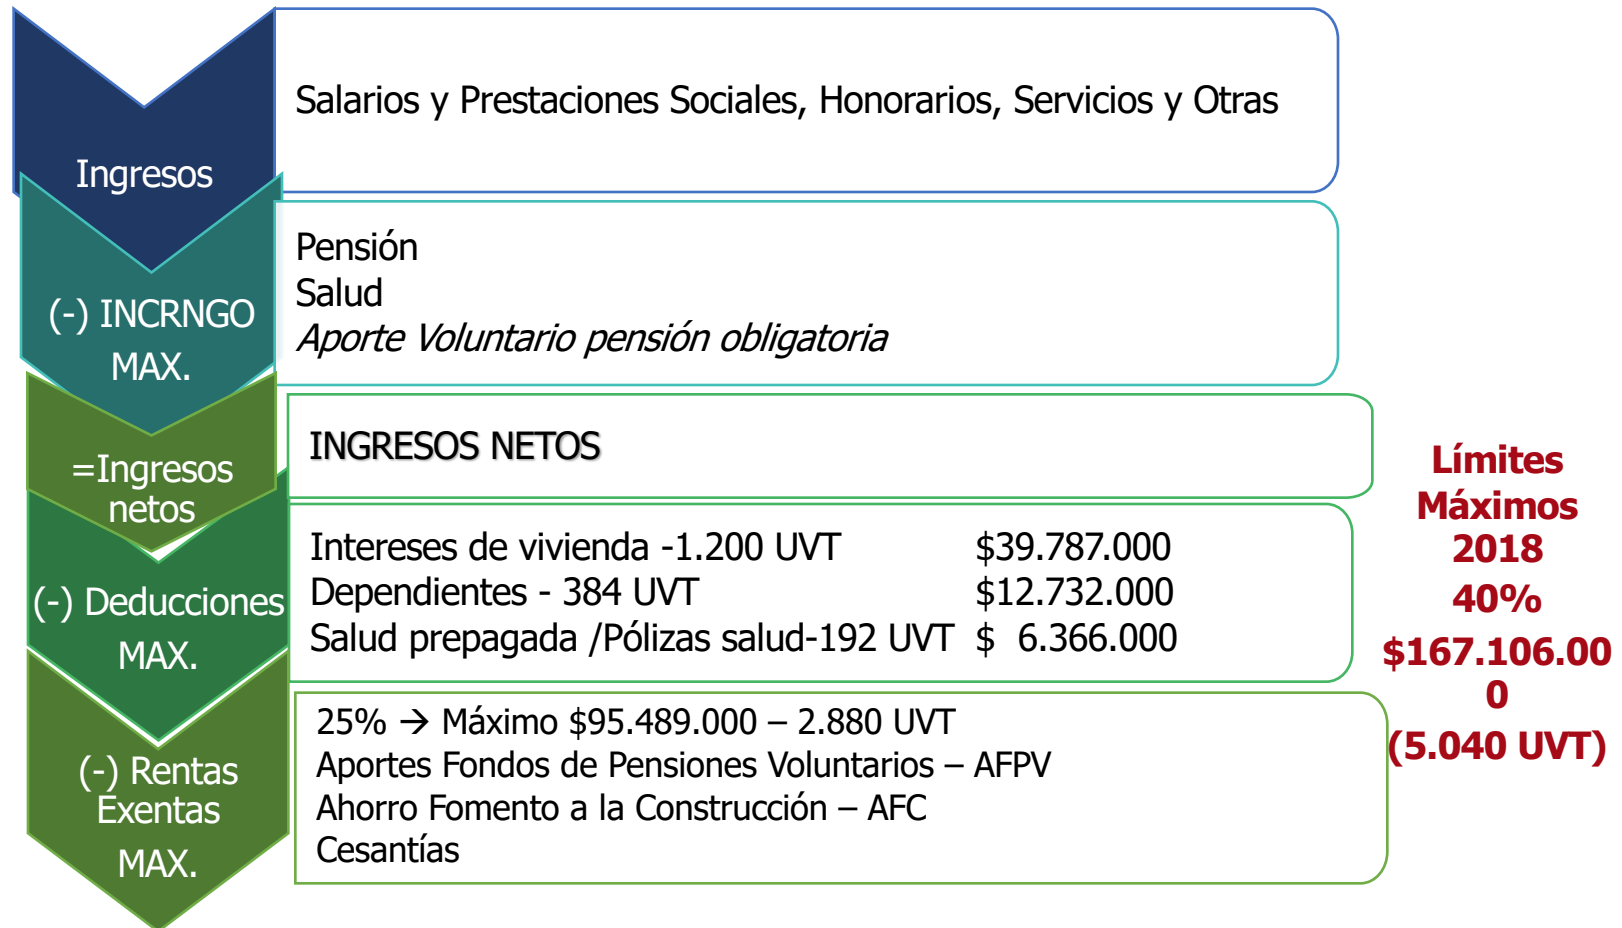 Ingresos
Salarios y Prestaciones Sociales, Honorarios, Servicios y Otras
(-) INCRNGO
MAX.
Pensión
Salud
Aporte Voluntario pensión obligatoria
=Ingresos
netos
INGRESOS NETOS
(-) Deducciones
MAX.
Intereses de vivienda -1.200 UVT $39.787.000
Dependientes - 384 UVT $12.732.000
Salud prepagada /Pólizas salud-192 UVT $ 6.366.000
(-) Rentas
Exentas
MAX.
25% → Máximo $95.489.000 – 2.880 UVT
Aportes Fondos de Pensiones Voluntarios – AFPV
Ahorro Fomento a la Construcción – AFC
Cesantías
Límites
Máximos
2018
40%
$167.106.00
0
(5.040 UVT)